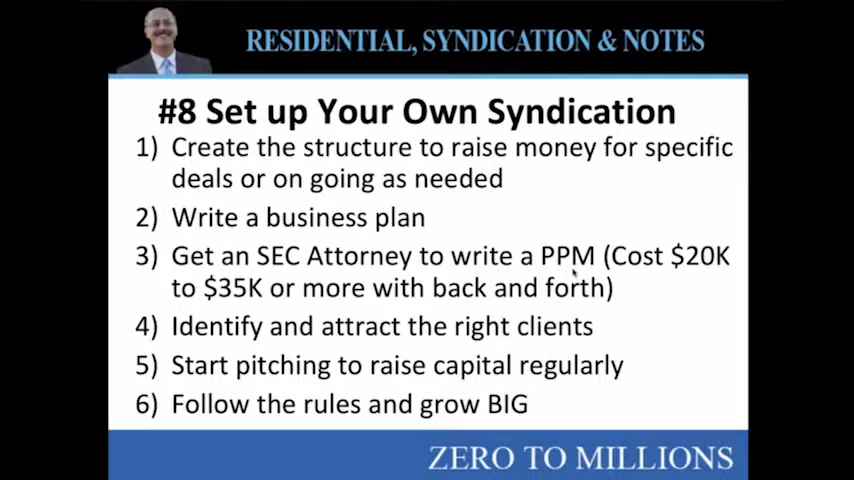 RESIDENTIAL, SYNDICATION & NOTES
#8 Set up Your Own Syndication
1) Create the structure to raise money for specific
deals or on going as needed
2) Write a business plan
3) Get an SEC Attorney to write a PPM (Cost $20K
to $35K or more with back and forth)
4) Identify and attract the right clients
5) Start pitching to raise capital regularly
6) Follow the rules and grow BIG
ZERO TO MILLIONS